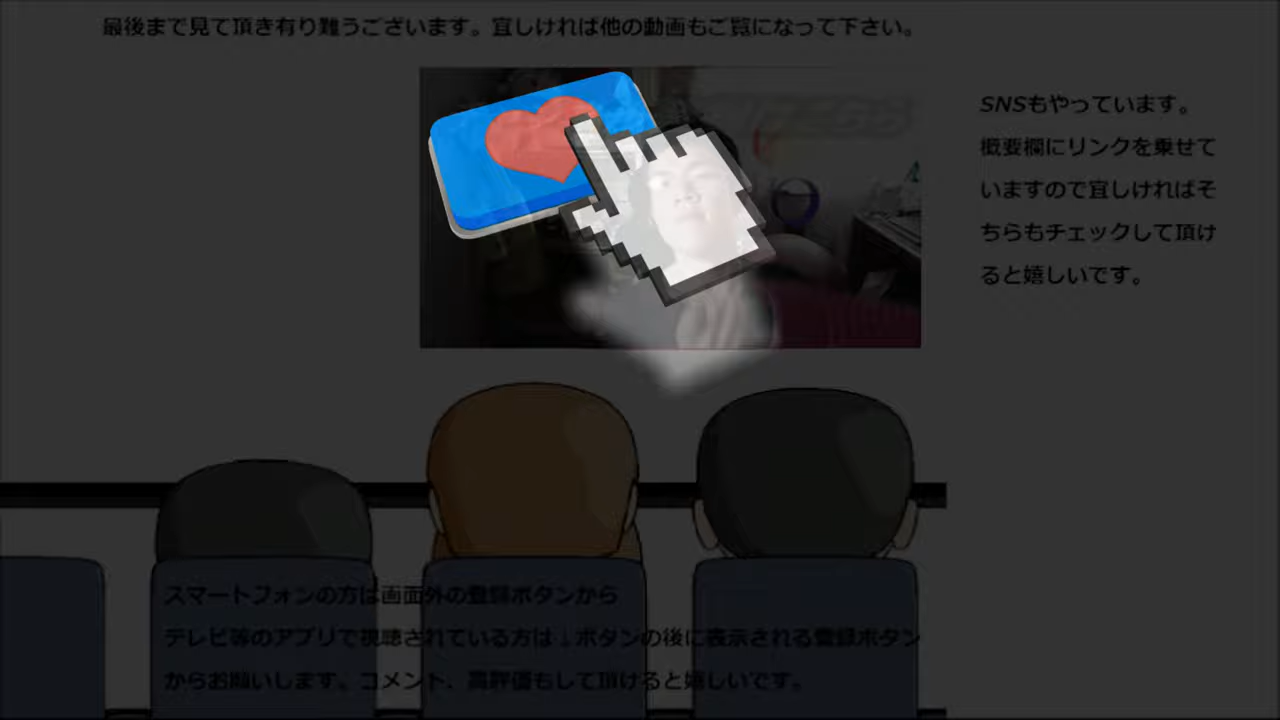 最後まで見て頂き有り難うございます。宜しければ他の動画もご覧になって下さい。
SNSもやっています。
概要欄にリンクを乗せて
いますので宜しければそ
ちらもチェックして頂け
ると嬉しいです。
スマートフォンの方は画面外の登録ボタンから
テレビ等のアプリで視聴されている方は↓ボタンの後に表示される登録ボタン
からお願いします。コメント、高評価もして頂けると嬉しいです。